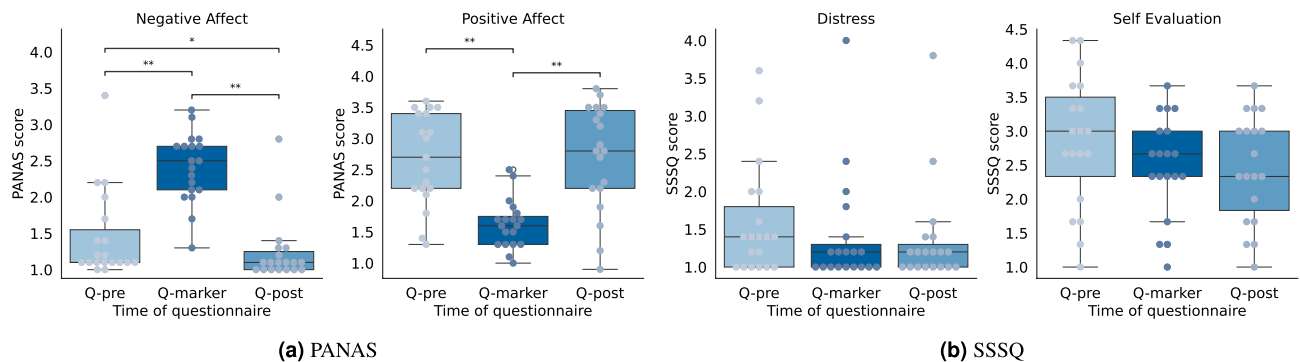 Negative Affect
PANAS score
4.0
3.5
3.0
2.5
2.0
1.5
1.0
*
**
**
Q-pre Q-marker Q-post
Time of questionnaire
Positive Affect
PANAS score
4.5
4.0
3.5
3.0
2.5
2.0
1.5
1.0
**
**
Q-pre Q-marker Q-post
Time of questionnaire
(a) PANAS
Distress
SSSQ score
4.0
3.5
3.0
2.5
2.0
1.5
1.0
Q-pre Q-marker Q-post
Time of questionnaire
Self Evaluation
SSSQ score
4.5
4.0
3.5
3.0
2.5
2.0
1.5
1.0
Q-pre Q-marker Q-post
Time of questionnaire
(b) SSSQ